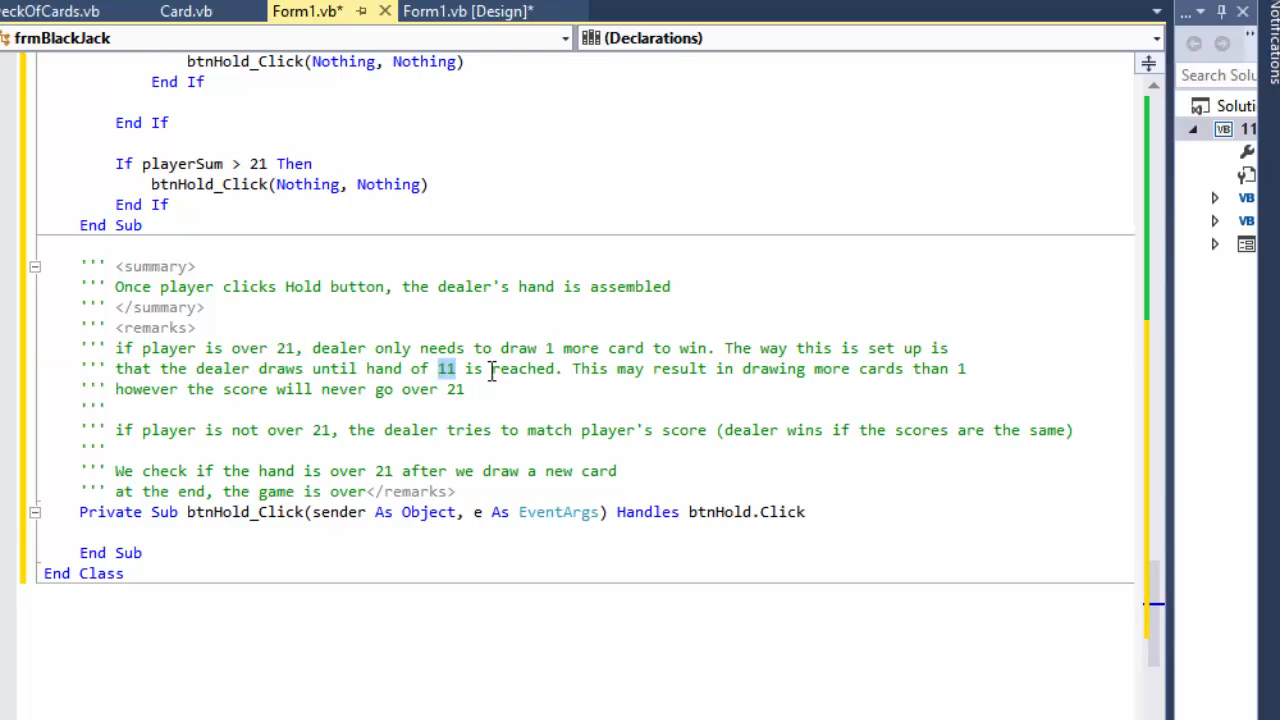 eckOfCards.vb Card.vb Form1.vb* Form1.vb [Design]*
frmBlackJack (Declarations)
btnHold_Click(Nothing, Nothing)
End If
End If
If playerSum > 21 Then
btnHold_Click(Nothing, Nothing)
End If
End Sub
''' <summary>
''' Once player clicks Hold button, the dealer's hand is assembled
''' </summary>
''' <remarks>
''' if player is over 21, dealer only needs to draw 1 more card to win. The way this is set up is
''' that the dealer draws until hand of 11 is reached. This may result in drawing more cards than 1
''' however the score will never go over 21
'''
''' if player is not over 21, the dealer tries to match player's score (dealer wins if the scores are the same)
'''
''' We check if the hand is over 21 after we draw a new card
''' at the end, the game is over</remarks>
Private Sub btnHold_Click(sender As Object, e As EventArgs) Handles btnHold.Click
End Sub
End Class
Search Solu
Soluti
VB 11
VB
VB
Notifications